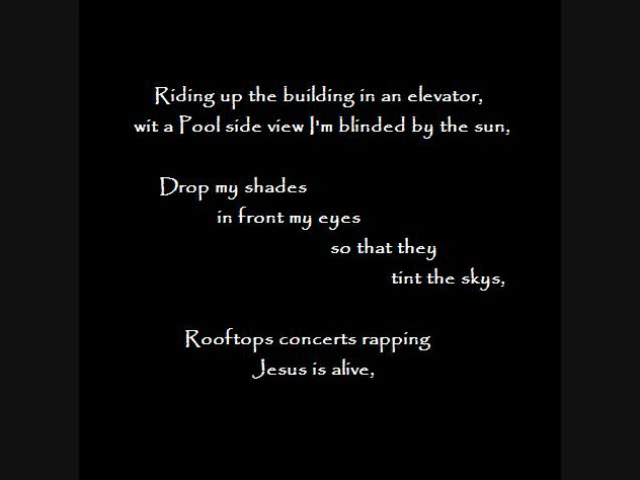 Riding up the building in an elevator,
wit a Pool side view I'm blinded by the sun,
Drop my shades
in front my eyes
so that they
tint the skys,
Rooftops concerts rapping
Jesus is alive,